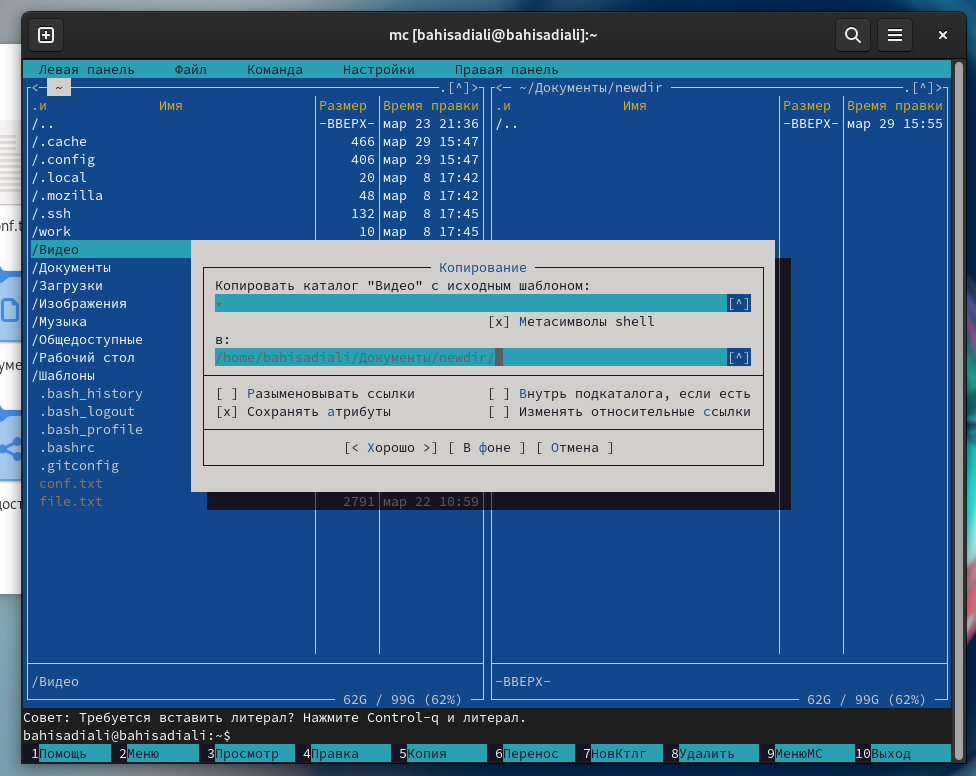 mc [bahisadiali@bahisadiali]:~
Левая панель Файл Команда Настройки Правая панель
<─ ~ .[^]> <─ ~/Документы/newdir .[^]>
.и Имя Размер Время правки .и Имя Размер Время правки
/.. -ВВЕРХ- мар 23 21:36 /.. -ВВЕРХ- мар 29 15:55
/.cache 466 мар 29 15:47
/.config 406 мар 29 15:47
/.local 20 мар 8 17:42
/.mozilla 48 мар 8 17:42
/.ssh 132 мар 8 17:45
/work 10 мар 8 17:45
/Видео
/Документы
/Загрузки
/Изображения
/Музыка
/Общедоступные
/Рабочий стол
/Шаблоны
.bash_history
.bash_logout
.bash_profile
.bashrc
.gitconfig
conf.txt
file.txt 2791 мар 22 10:59
Копирование
Копировать каталог "Видео" с исходным шаблоном:
* [^]
[x] Метасимволы shell
в:
/home/bahisadiali/Документы/newdir/ [^]
[ ] Разыменовывать ссылки [ ] Внутрь подкаталога, если есть
[x] Сохранять атрибуты [ ] Изменять относительные ссылки
[< Хорошо >] [ В фоне ] [ Отмена ]
/Видео -ВВЕРХ-
62G / 99G (62%) 62G / 99G (62%)
Совет: Требуется вставить литерал? Нажмите Control-q и литерал.
bahisadiali@bahisadiali:~$
1Помощь 2Меню 3Просмотр 4Правка 5Копия 6Перенос 7НовКтлг 8Удалить 9МенюМС 10Выход